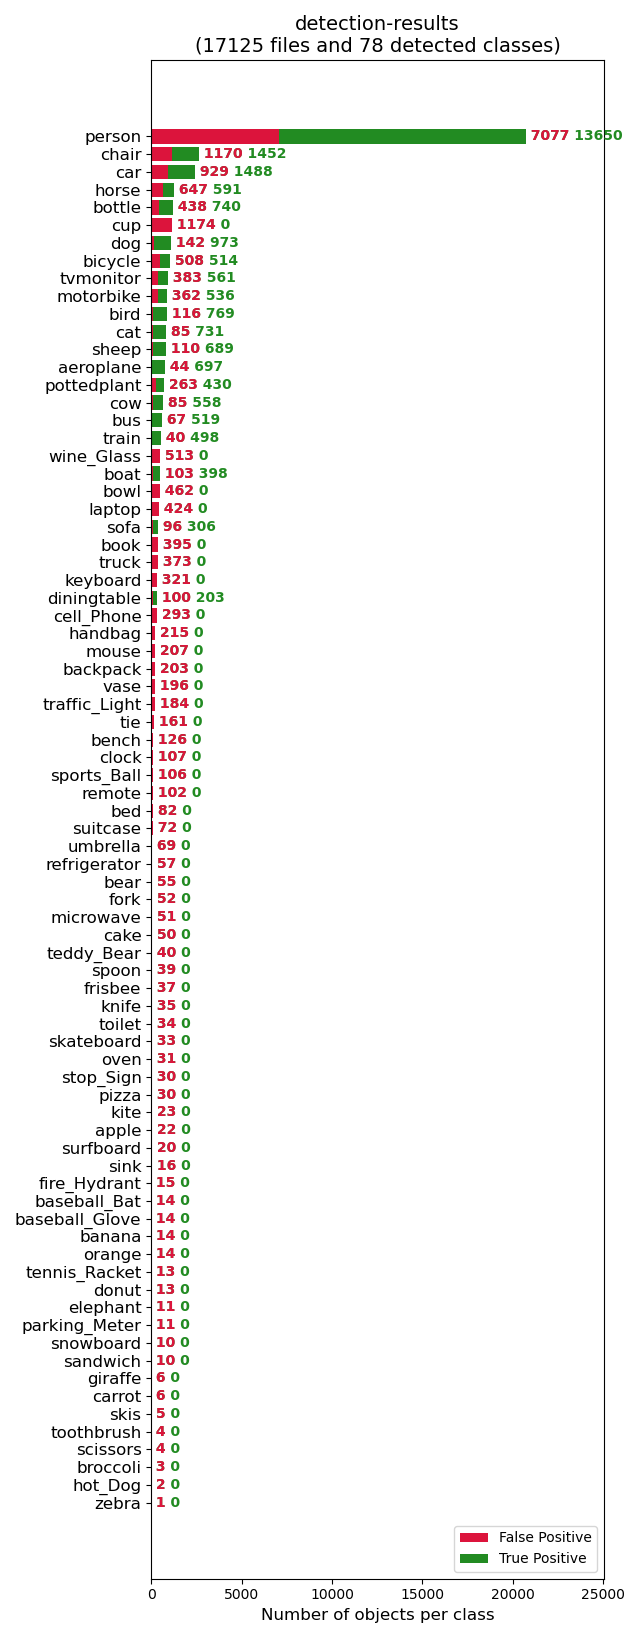 detection-results
(17125 files and 78 detected classes)
person 7077 13650
chair 1170 1452
car 929 1488
horse 647 591
bottle 438 740
cup 1174 0
dog 142 973
bicycle 508 514
tvmonitor 383 561
motorbike 362 536
bird 116 769
cat 85 731
sheep 110 689
aeroplane 44 697
pottedplant 263 430
cow 85 558
bus 67 519
train 40 498
wine_Glass 513 0
boat 103 398
bowl 462 0
laptop 424 0
sofa 96 306
book 395 0
truck 373 0
keyboard 321 0
diningtable 100 203
cell_Phone 293 0
handbag 215 0
mouse 207 0
backpack 203 0
vase 196 0
traffic_Light 184 0
tie 161 0
bench 126 0
clock 107 0
sports_Ball 106 0
remote 102 0
bed 82 0
suitcase 72 0
umbrella 69 0
refrigerator 57 0
bear 55 0
fork 52 0
microwave 51 0
cake 50 0
teddy_Bear 40 0
spoon 39 0
frisbee 37 0
knife 35 0
toilet 34 0
skateboard 33 0
oven 31 0
stop_Sign 30 0
pizza 30 0
kite 23 0
apple 22 0
surfboard 20 0
sink 16 0
fire_Hydrant 15 0
baseball_Bat 14 0
baseball_Glove 14 0
banana 14 0
orange 14 0
tennis_Racket 13 0
donut 13 0
elephant 11 0
parking_Meter 11 0
snowboard 10 0
sandwich 10 0
giraffe 6 0
carrot 6 0
skis 5 0
toothbrush 4 0
scissors 4 0
broccoli 3 0
hot_Dog 2 0
zebra 1 0
False Positive
True Positive
0 5000 10000 15000 20000 25000
Number of objects per class